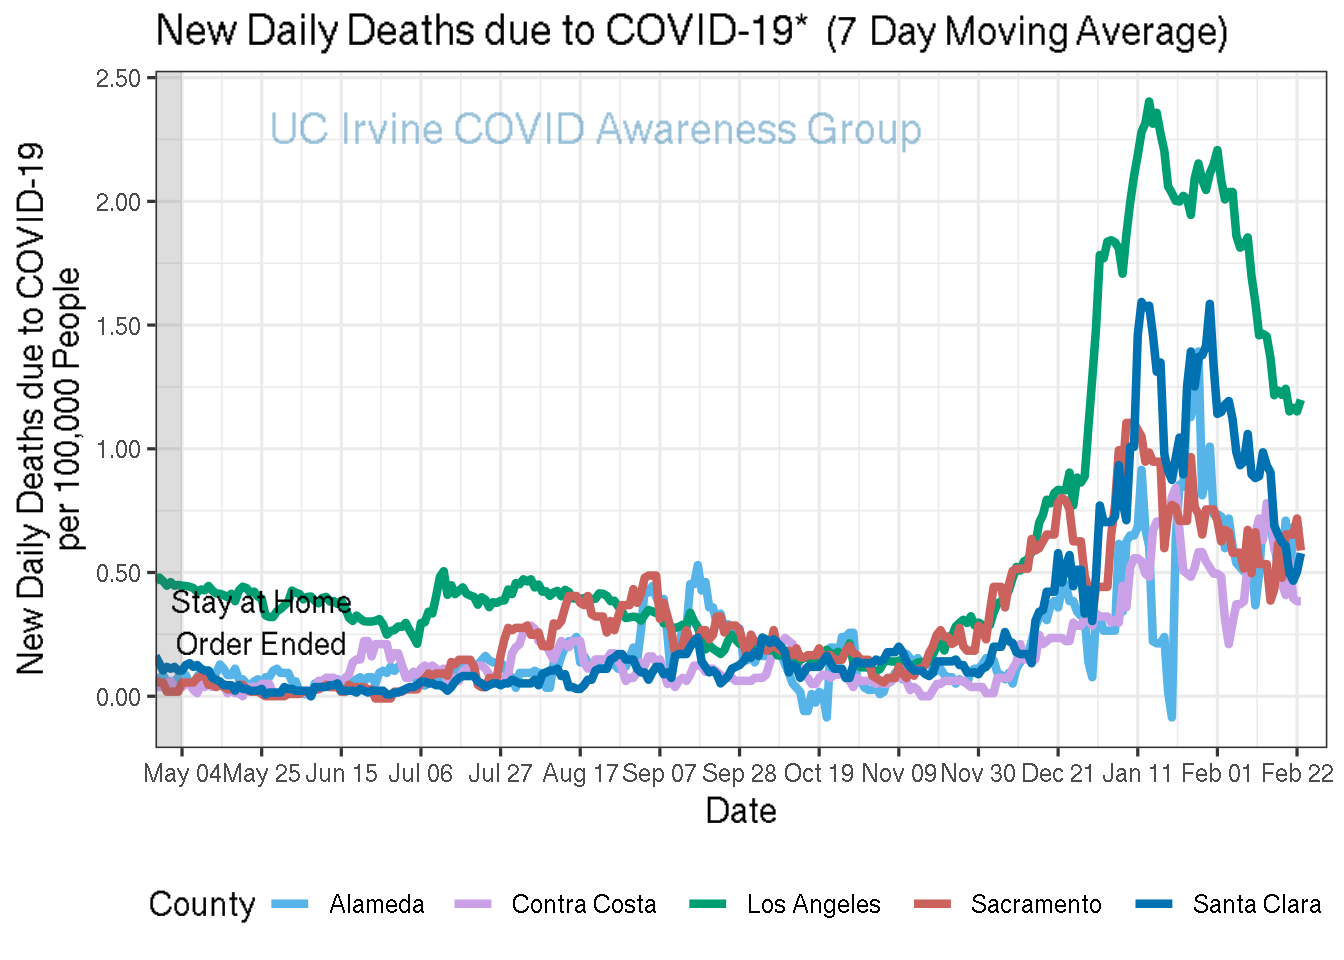 New Daily Deaths due to COVID-19* (7 Day Moving Average)
UC Irvine COVID Awareness Group
New Daily Deaths due to COVID-19
per 100,000 People
2.50
2.00
1.50
1.00
0.50
0.00
Stay at Home
Order Ended
May 04 May 25 Jun 15 Jul 06 Jul 27 Aug 17 Sep 07 Sep 28 Oct 19 Nov 09 Nov 30 Dec 21 Jan 11 Feb 01 Feb 22
Date
County Alameda Contra Costa Los Angeles Sacramento Santa Clara